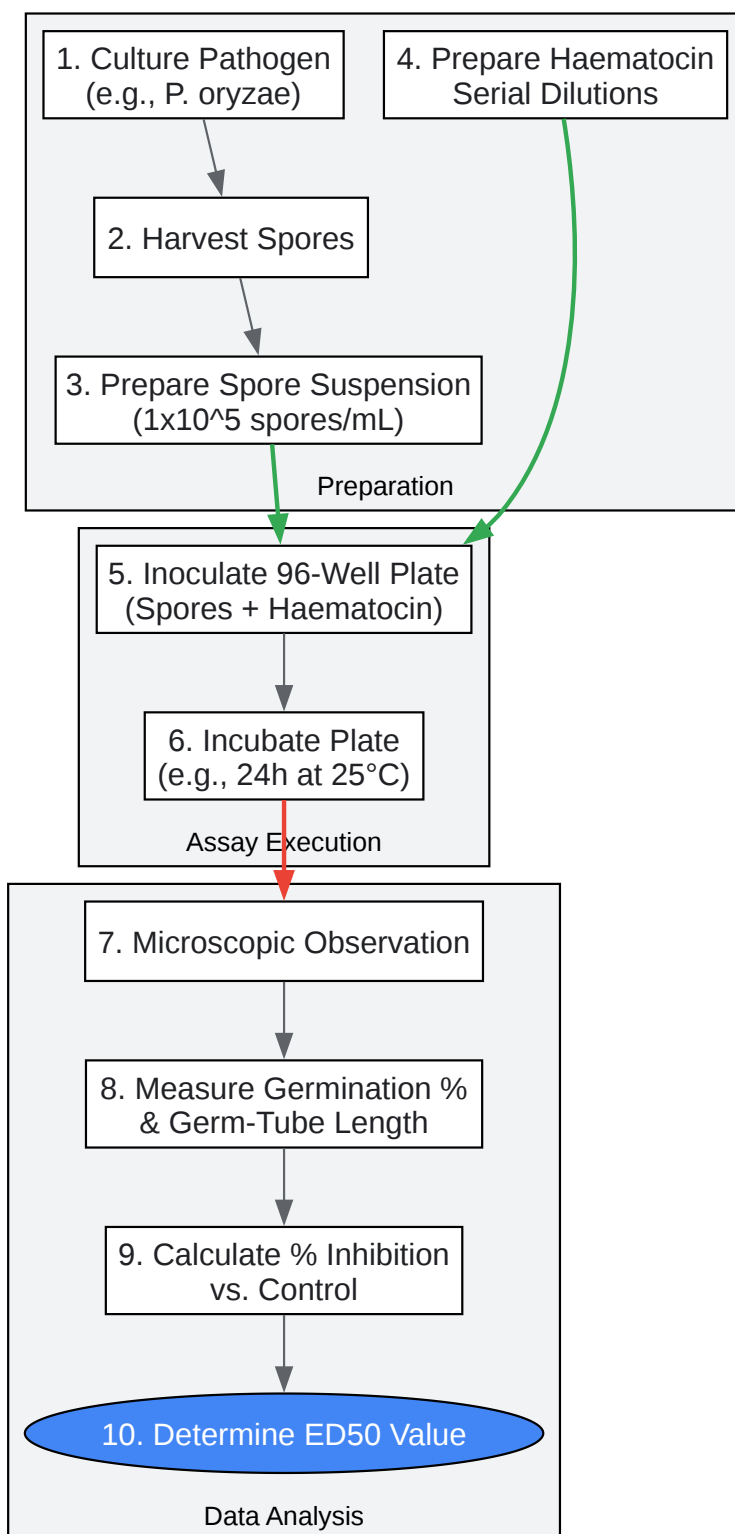 1. Culture Pathogen
(e.g., P. oryzae)
4. Prepare Haematocin
Serial Dilutions
2. Harvest Spores
3. Prepare Spore Suspension
(1x10^5 spores/mL)
Preparation
5. Inoculate 96-Well Plate
(Spores + Haematocin)
6. Incubate Plate
(e.g., 24h at 25°C)
Assay Execution
7. Microscopic Observation
8. Measure Germination %
& Germ-Tube Length
9. Calculate % Inhibition
vs. Control
10. Determine ED50 Value
Data Analysis